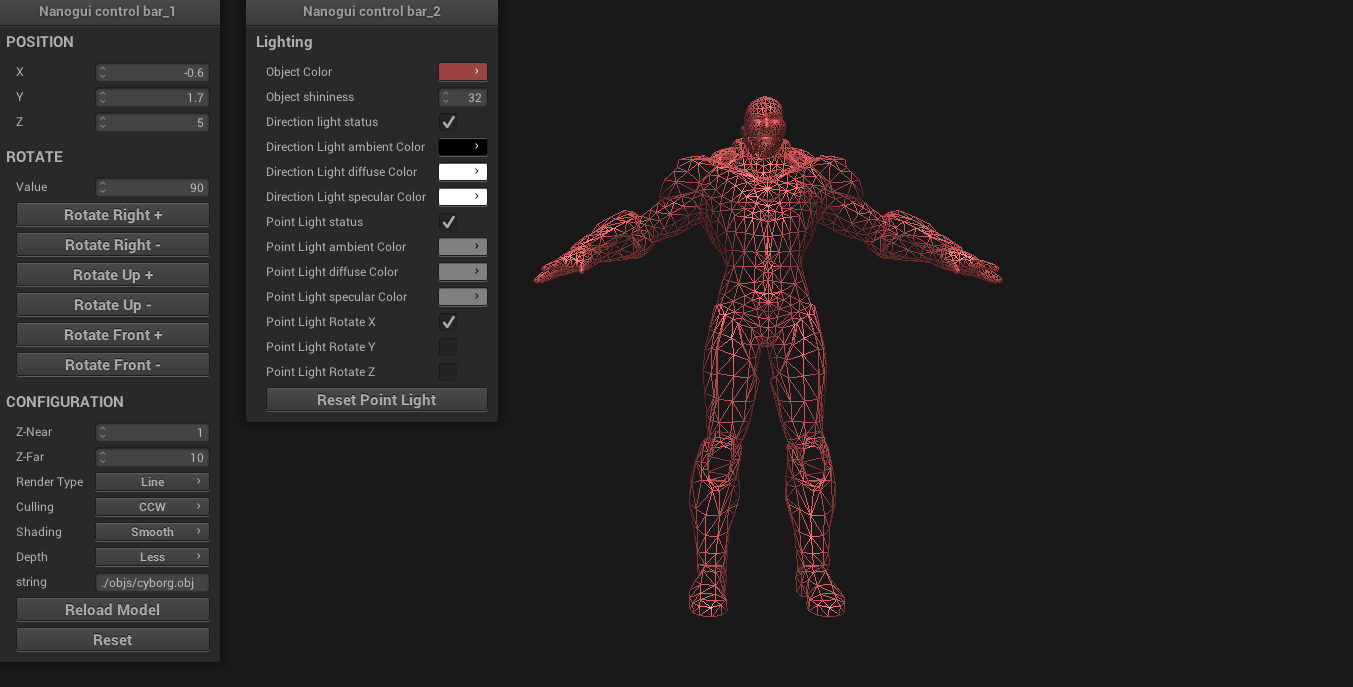 Nanogui control bar_1
POSITION
X -0.6
Y 1.7
Z 5
ROTATE
Value 90
Rotate Right +
Rotate Right -
Rotate Up +
Rotate Up -
Rotate Front +
Rotate Front -
CONFIGURATION
Z-Near 1
Z-Far 10
Render Type Line
Culling CCW
Shading Smooth
Depth Less
string ./objs/cyborg.obj
Reload Model
Reset
Nanogui control bar_2
Lighting
Object Color
Object shininess 32
Direction light status
Direction Light ambient Color
Direction Light diffuse Color
Direction Light specular Color
Point Light status
Point Light ambient Color
Point Light diffuse Color
Point Light specular Color
Point Light Rotate X
Point Light Rotate Y
Point Light Rotate Z
Reset Point Light